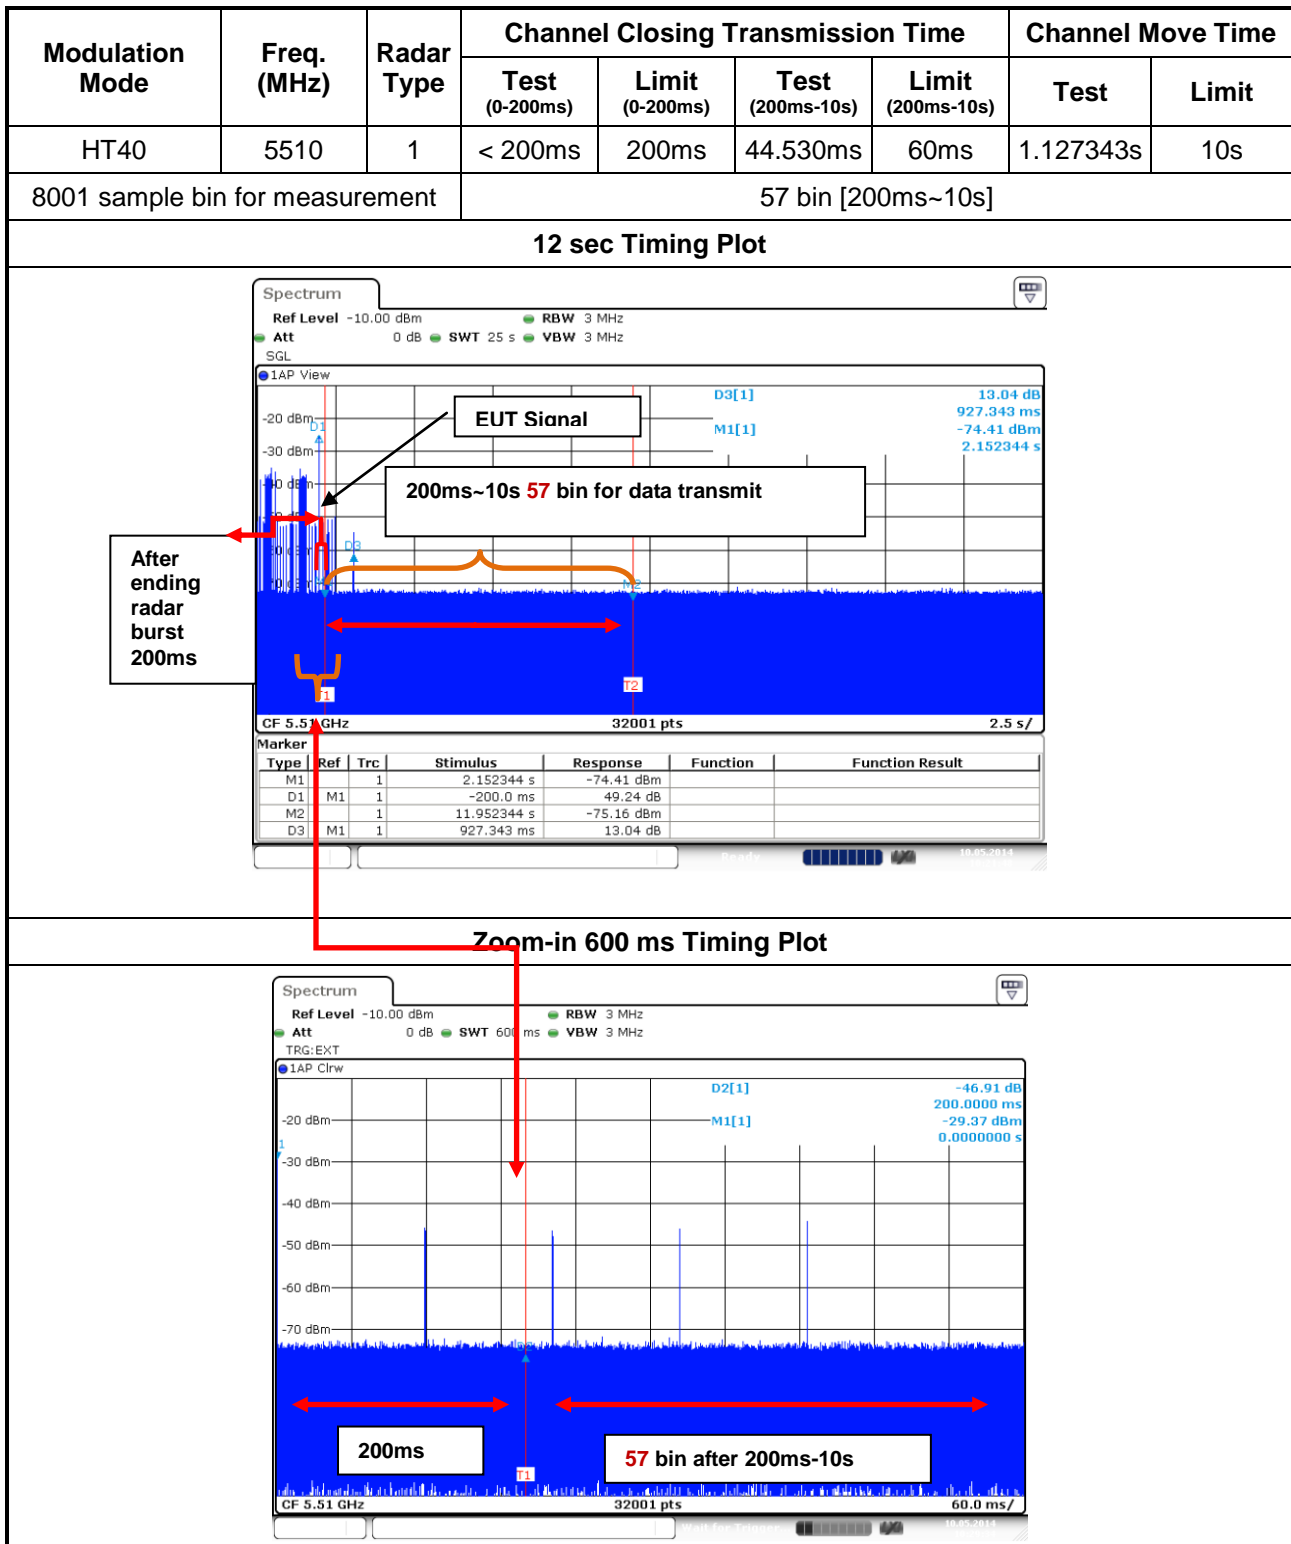 Modulation Mode | Freq. (MHz) | Radar Type | Channel Closing Transmission Time | Channel Move Time
Test (0-200ms) | Limit (0-200ms) | Test (200ms-10s) | Limit (200ms-10s) | Test | Limit
HT40 | 5510 | 1 | < 200ms | 200ms | 44.530ms | 60ms | 1.127343s | 10s
8001 sample bin for measurement | 57 bin [200ms~10s]
12 sec Timing Plot
Spectrum
Ref Level -10.00 dBm RBW 3 MHz
Att 0 dB SWT 25 s VBW 3 MHz
SGL
1AP View
D3[1] 13.04 dB
927.343 ms
M1[1] -74.41 dBm
2.152344 s
-20 dBm
D1
-30 dBm
EUT Signal
200ms~10s 57 bin for data transmit
D3
M2
After
ending
radar
burst
200ms
T1
T2
CF 5.51 GHz 32001 pts 2.5 s/
Marker
Type | Ref | Trc | Stimulus | Response | Function | Function Result
M1 | 1 | 2.152344 s | -74.41 dBm
D1 | M1 | 1 | -200.0 ms | 49.24 dB
M2 | 1 | 11.952344 s | -75.16 dBm
D3 | M1 | 1 | 927.343 ms | 13.04 dB
Ready 10.05.2014
Zoom-in 600 ms Timing Plot
Spectrum
Ref Level -10.00 dBm RBW 3 MHz
Att 0 dB SWT 600 ms VBW 3 MHz
TRG:EXT
1AP Clrw
D2[1] -46.91 dB
200.0000 ms
M1[1] -29.37 dBm
0.0000000 s
-20 dBm
1
-30 dBm
-40 dBm
-50 dBm
-60 dBm
-70 dBm
D2
200ms
57 bin after 200ms-10s
T1
CF 5.51 GHz 32001 pts 60.0 ms/
Wait for Trigger 10.05.2014